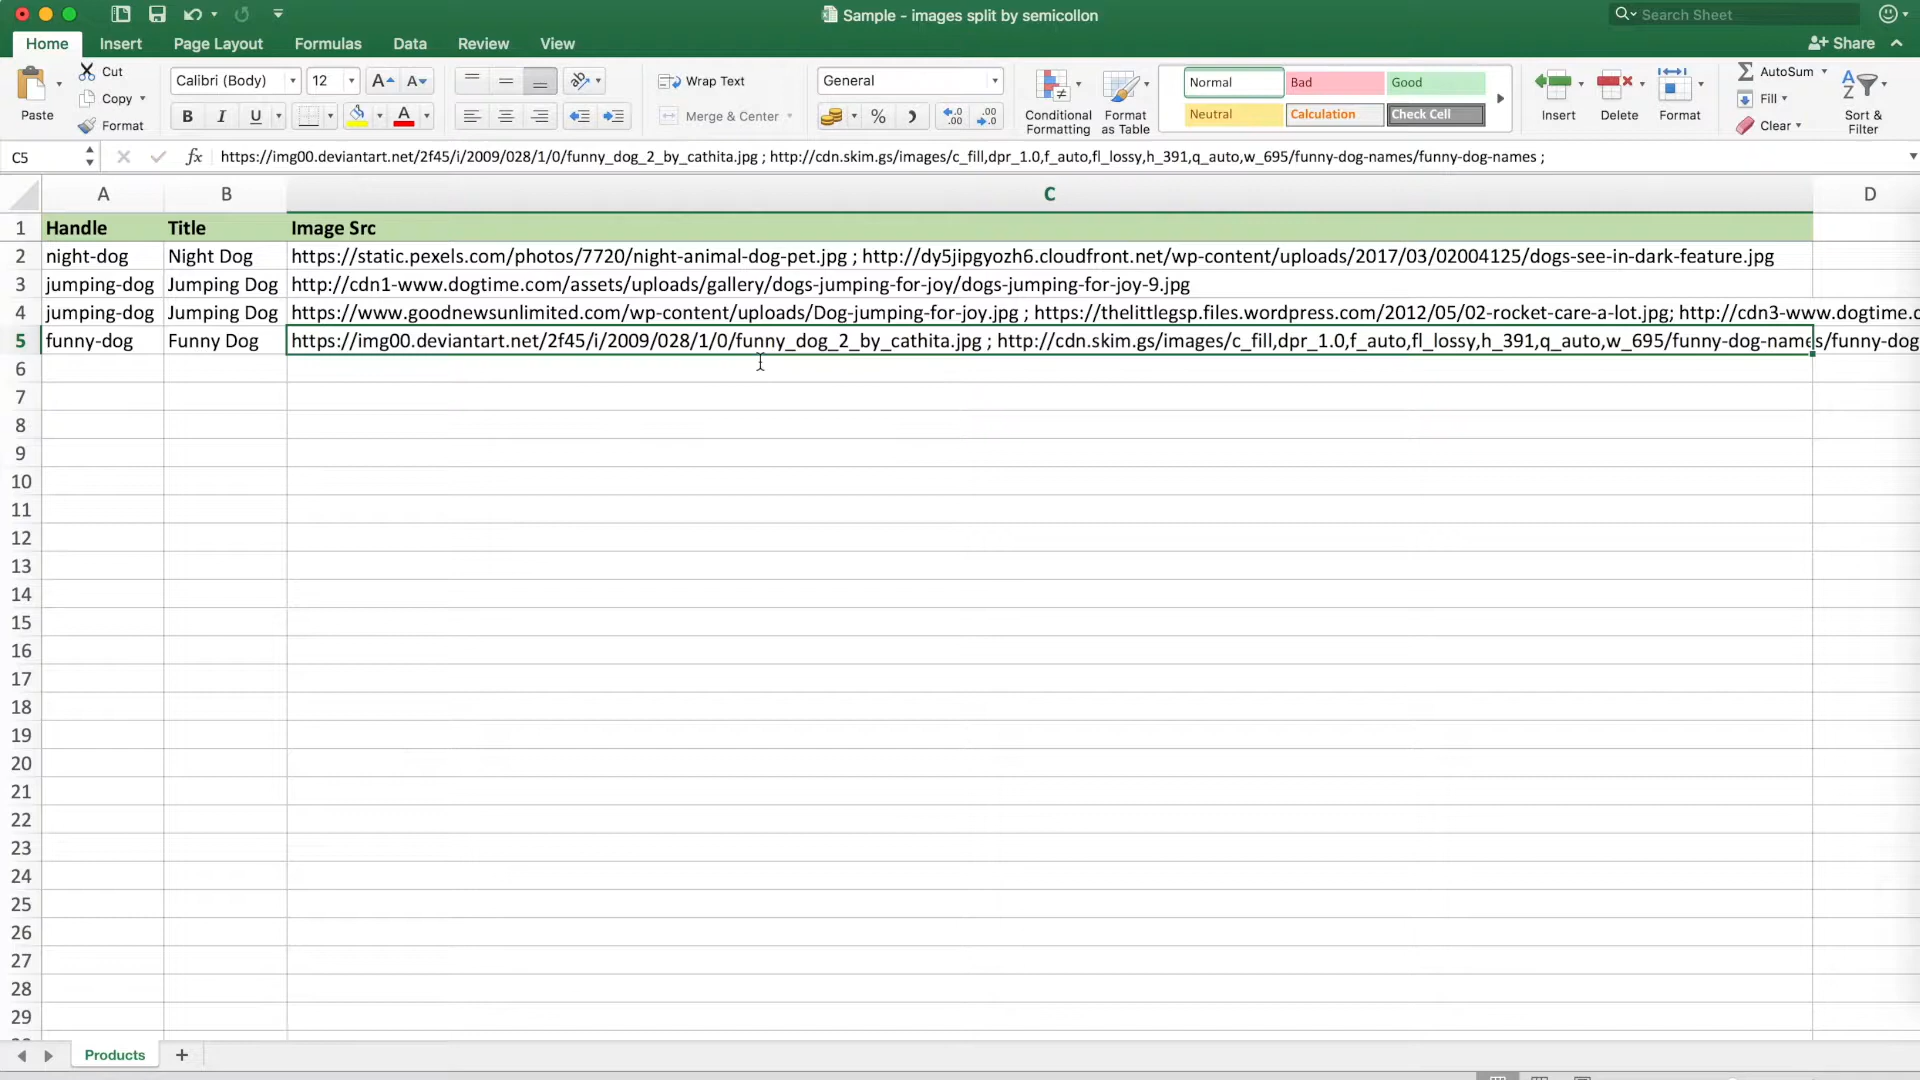 Sample - images split by semicollon
Search Sheet
Home Insert Page Layout Formulas Data Review View
Share
Paste
Cut
Copy
Format
Calibri (Body) 12
B I U
Wrap Text
Merge & Center
General
%
Conditional Formatting
Format as Table
Normal Bad Good
Neutral Calculation Check Cell
Insert Delete Format
AutoSum
Fill
Clear
Sort & Filter
C5 fx https://img00.deviantart.net/2f45/i/2009/028/1/0/funny_dog_2_by_cathita.jpg ; http://cdn.skim.gs/images/c_fill,dpr_1.0,f_auto,fl_lossy,h_391,q_auto,w_695/funny-dog-names/funny-dog-names ;
A B C D
1 Handle Title Image Src
2 night-dog Night Dog https://static.pexels.com/photos/7720/night-animal-dog-pet.jpg ; http://dy5jipgyozh6.cloudfront.net/wp-content/uploads/2017/03/02004125/dogs-see-in-dark-feature.jpg
3 jumping-dog Jumping Dog http://cdn1-www.dogtime.com/assets/uploads/gallery/dogs-jumping-for-joy/dogs-jumping-for-joy-9.jpg
4 jumping-dog Jumping Dog https://www.goodnewsunlimited.com/wp-content/uploads/Dog-jumping-for-joy.jpg ; https://thelittlegsp.files.wordpress.com/2012/05/02-rocket-care-a-lot.jpg; http://cdn3-www.dogtime.c
5 funny-dog Funny Dog https://img00.deviantart.net/2f45/i/2009/028/1/0/funny_dog_2_by_cathita.jpg ; http://cdn.skim.gs/images/c_fill,dpr_1.0,f_auto,fl_lossy,h_391,q_auto,w_695/funny-dog-names/funny-dog
6
7
8
9
10
11
12
13
14
15
16
17
18
19
20
21
22
23
24
25
26
27
28
29
Products